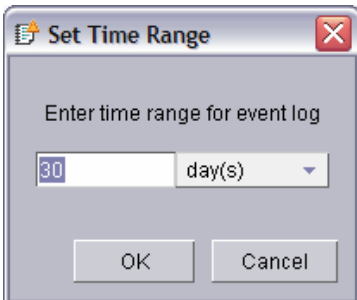 Set Time Range
Enter time range for event log
30 day(s)
OK Cancel